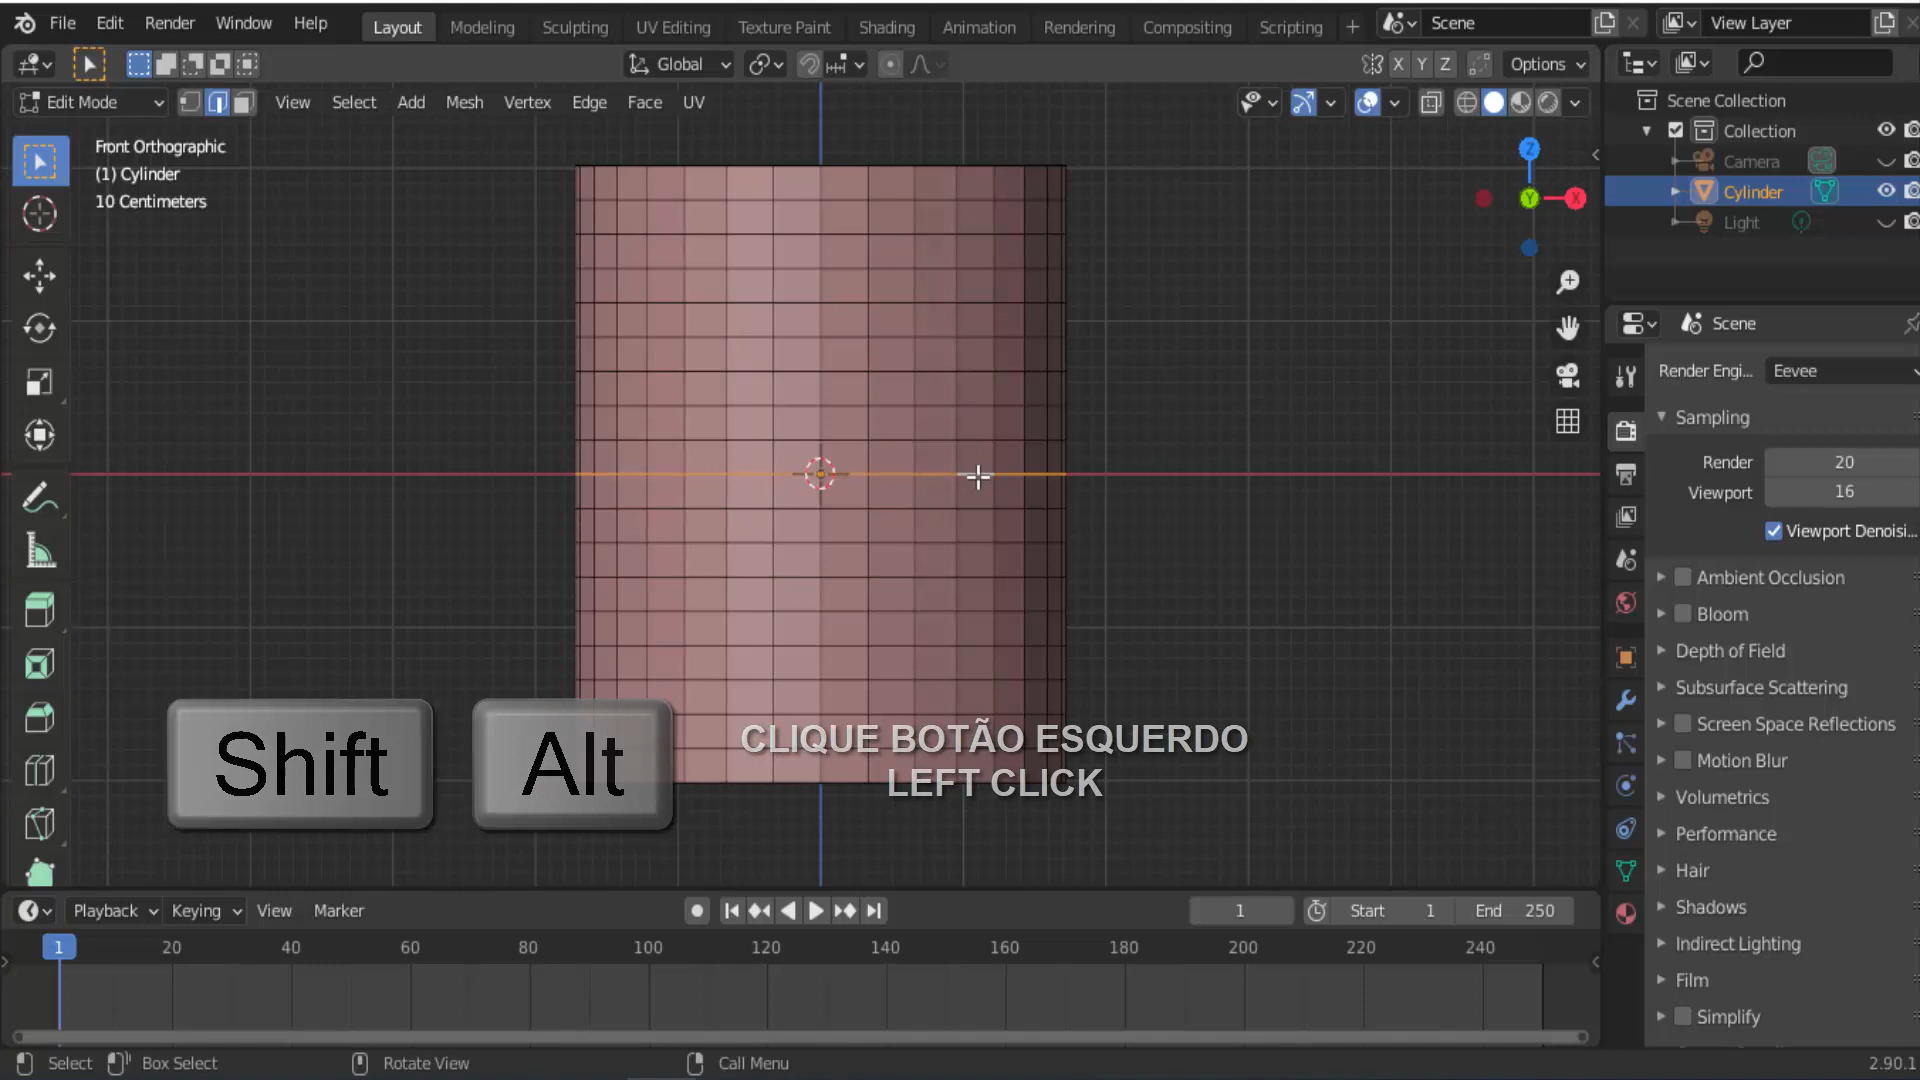 File Edit Render Window Help Layout Modeling Sculpting UV Editing Texture Paint Shading Animation Rendering Compositing Scripting + Scene View Layer
Global X Y Z Options
Edit Mode View Select Add Mesh Vertex Edge Face UV
Front Orthographic
(1) Cylinder
10 Centimeters
Z
Y
X
Scene Collection
Collection
Camera
Cylinder
Light
Scene
Render Engi... Eevee
Sampling
Render 20
Viewport 16
Viewport Denoisi...
Ambient Occlusion
Bloom
Depth of Field
Subsurface Scattering
Screen Space Reflections
Motion Blur
Volumetrics
Performance
Hair
Shadows
Indirect Lighting
Film
Simplify
Shift Alt
CLIQUE BOTÃO ESQUERDO
LEFT CLICK
Playback Keying View Marker 1 Start 1 End 250
1 20 40 60 80 100 120 140 160 180 200 220 240
Select Box Select Rotate View Call Menu 2.90.1